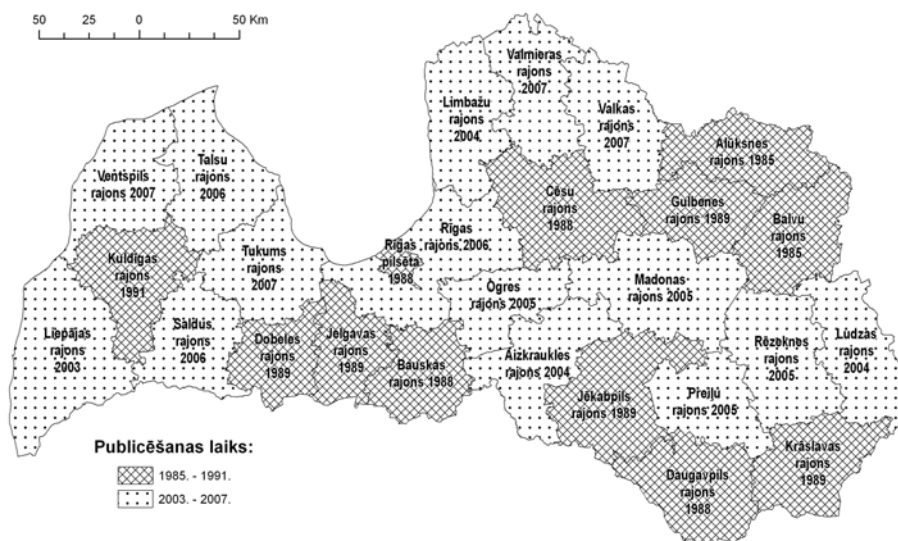 50 25 0 50 Km
Valmieras
rajons
2007
Limbažu
rajons
2004
Valkas
rajons
2007
Alūksnes
rajons 1985
Ventspils
rajons 2007
Talsu
rajons
2006
Cēsu
rajons
1988
Gulbenes
rajons 1989
Balvu
rajons
1985
Rīgas
rajons 2006
Rīgas
pilsēta
1988
Kuldīgas
rajons
1991
Tukums
rajons
2007
Ogres
rajons 2005
Madonas
rajons 2005
Liepājas
rajons
2003
Saldus
rajons
2006
Dobeles
rajons
1989
Jelgavas
rajons
1989
Bauskas
rajons 1988
Aizkraukles
rajons 2004
Rēzeknes
rajons
2005
Ludzas
rajons
2004
Jēkabpils
rajons 1989
Preiļu
rajons 2005
Krāslavas
rajons
1989
Daugavpils
rajons
1988
Publicēšanas laiks:
1985. - 1991.
2003. - 2007.